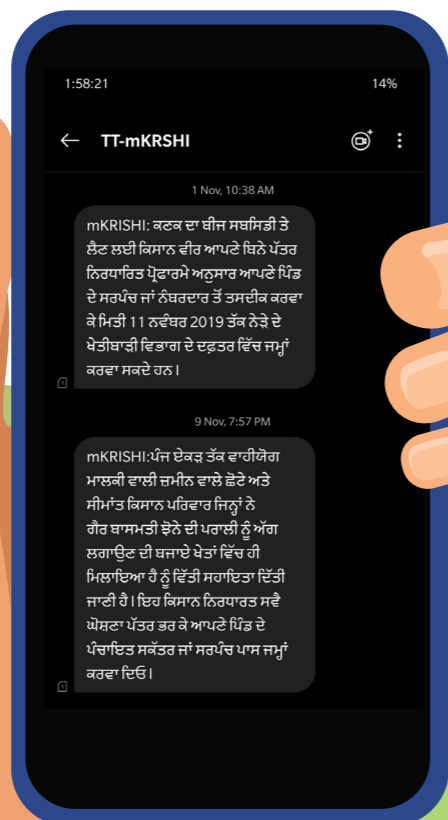 1:58:21 14%
TT-mKRSHI
1 Nov, 10:38 AM
mKRISHI: ਕਣਕ ਦਾ ਬੀਜ ਸਬਸਿਡੀ ਤੇ
ਲੈਣ ਲਈ ਕਿਸਾਨ ਵੀਰ ਆਪਣੇ ਬਿਨੇ ਪੱਤਰ
ਨਿਰਧਾਰਿਤ ਪ੍ਰੋਫਾਰਮੇ ਅਨੁਸਾਰ ਆਪਣੇ ਪਿੰਡ
ਦੇ ਸਰਪੰਚ ਜਾਂ ਨੰਬਰਦਾਰ ਤੋਂ ਤਸਦੀਕ ਕਰਵਾ
ਕੇ ਮਿਤੀ 11 ਨਵੰਬਰ 2019 ਤੱਕ ਨੇੜੇ ਦੇ
ਖੇਤੀਬਾੜੀ ਵਿਭਾਗ ਦੇ ਦਫ਼ਤਰ ਵਿੱਚ ਜਮ੍ਹਾਂ
ਕਰਵਾ ਸਕਦੇ ਹਨ।
9 Nov, 7:57 PM
mKRISHI:ਪੰਜ ਏਕੜ ਤੱਕ ਵਾਹੀਯੋਗ
ਮਾਲਕੀ ਵਾਲੀ ਜ਼ਮੀਨ ਵਾਲੇ ਛੋਟੇ ਅਤੇ
ਸੀਮਾਂਤ ਕਿਸਾਨ ਪਰਿਵਾਰ ਜਿਨ੍ਹਾਂ ਨੇ
ਗੈਰ ਬਾਸਮਤੀ ਝੋਨੇ ਦੀ ਪਰਾਲੀ ਨੂੰ ਅੱਗ
ਲਗਾਉਣ ਦੀ ਬਜਾਏ ਖੇਤਾਂ ਵਿੱਚ ਹੀ
ਮਿਲਾਇਆ ਹੈ ਨੂੰ ਵਿੱਤੀ ਸਹਾਇਤਾ ਦਿੱਤੀ
ਜਾਣੀ ਹੈ। ਇਹ ਕਿਸਾਨ ਨਿਰਧਾਰਤ ਸਵੈ
ਘੋਸ਼ਣਾ ਪੱਤਰ ਭਰ ਕੇ ਆਪਣੇ ਪਿੰਡ ਦੇ
ਪੰਚਾਇਤ ਸਕੱਤਰ ਜਾਂ ਸਰਪੰਚ ਪਾਸ ਜਮ੍ਹਾਂ
ਕਰਵਾ ਦਿਓ।